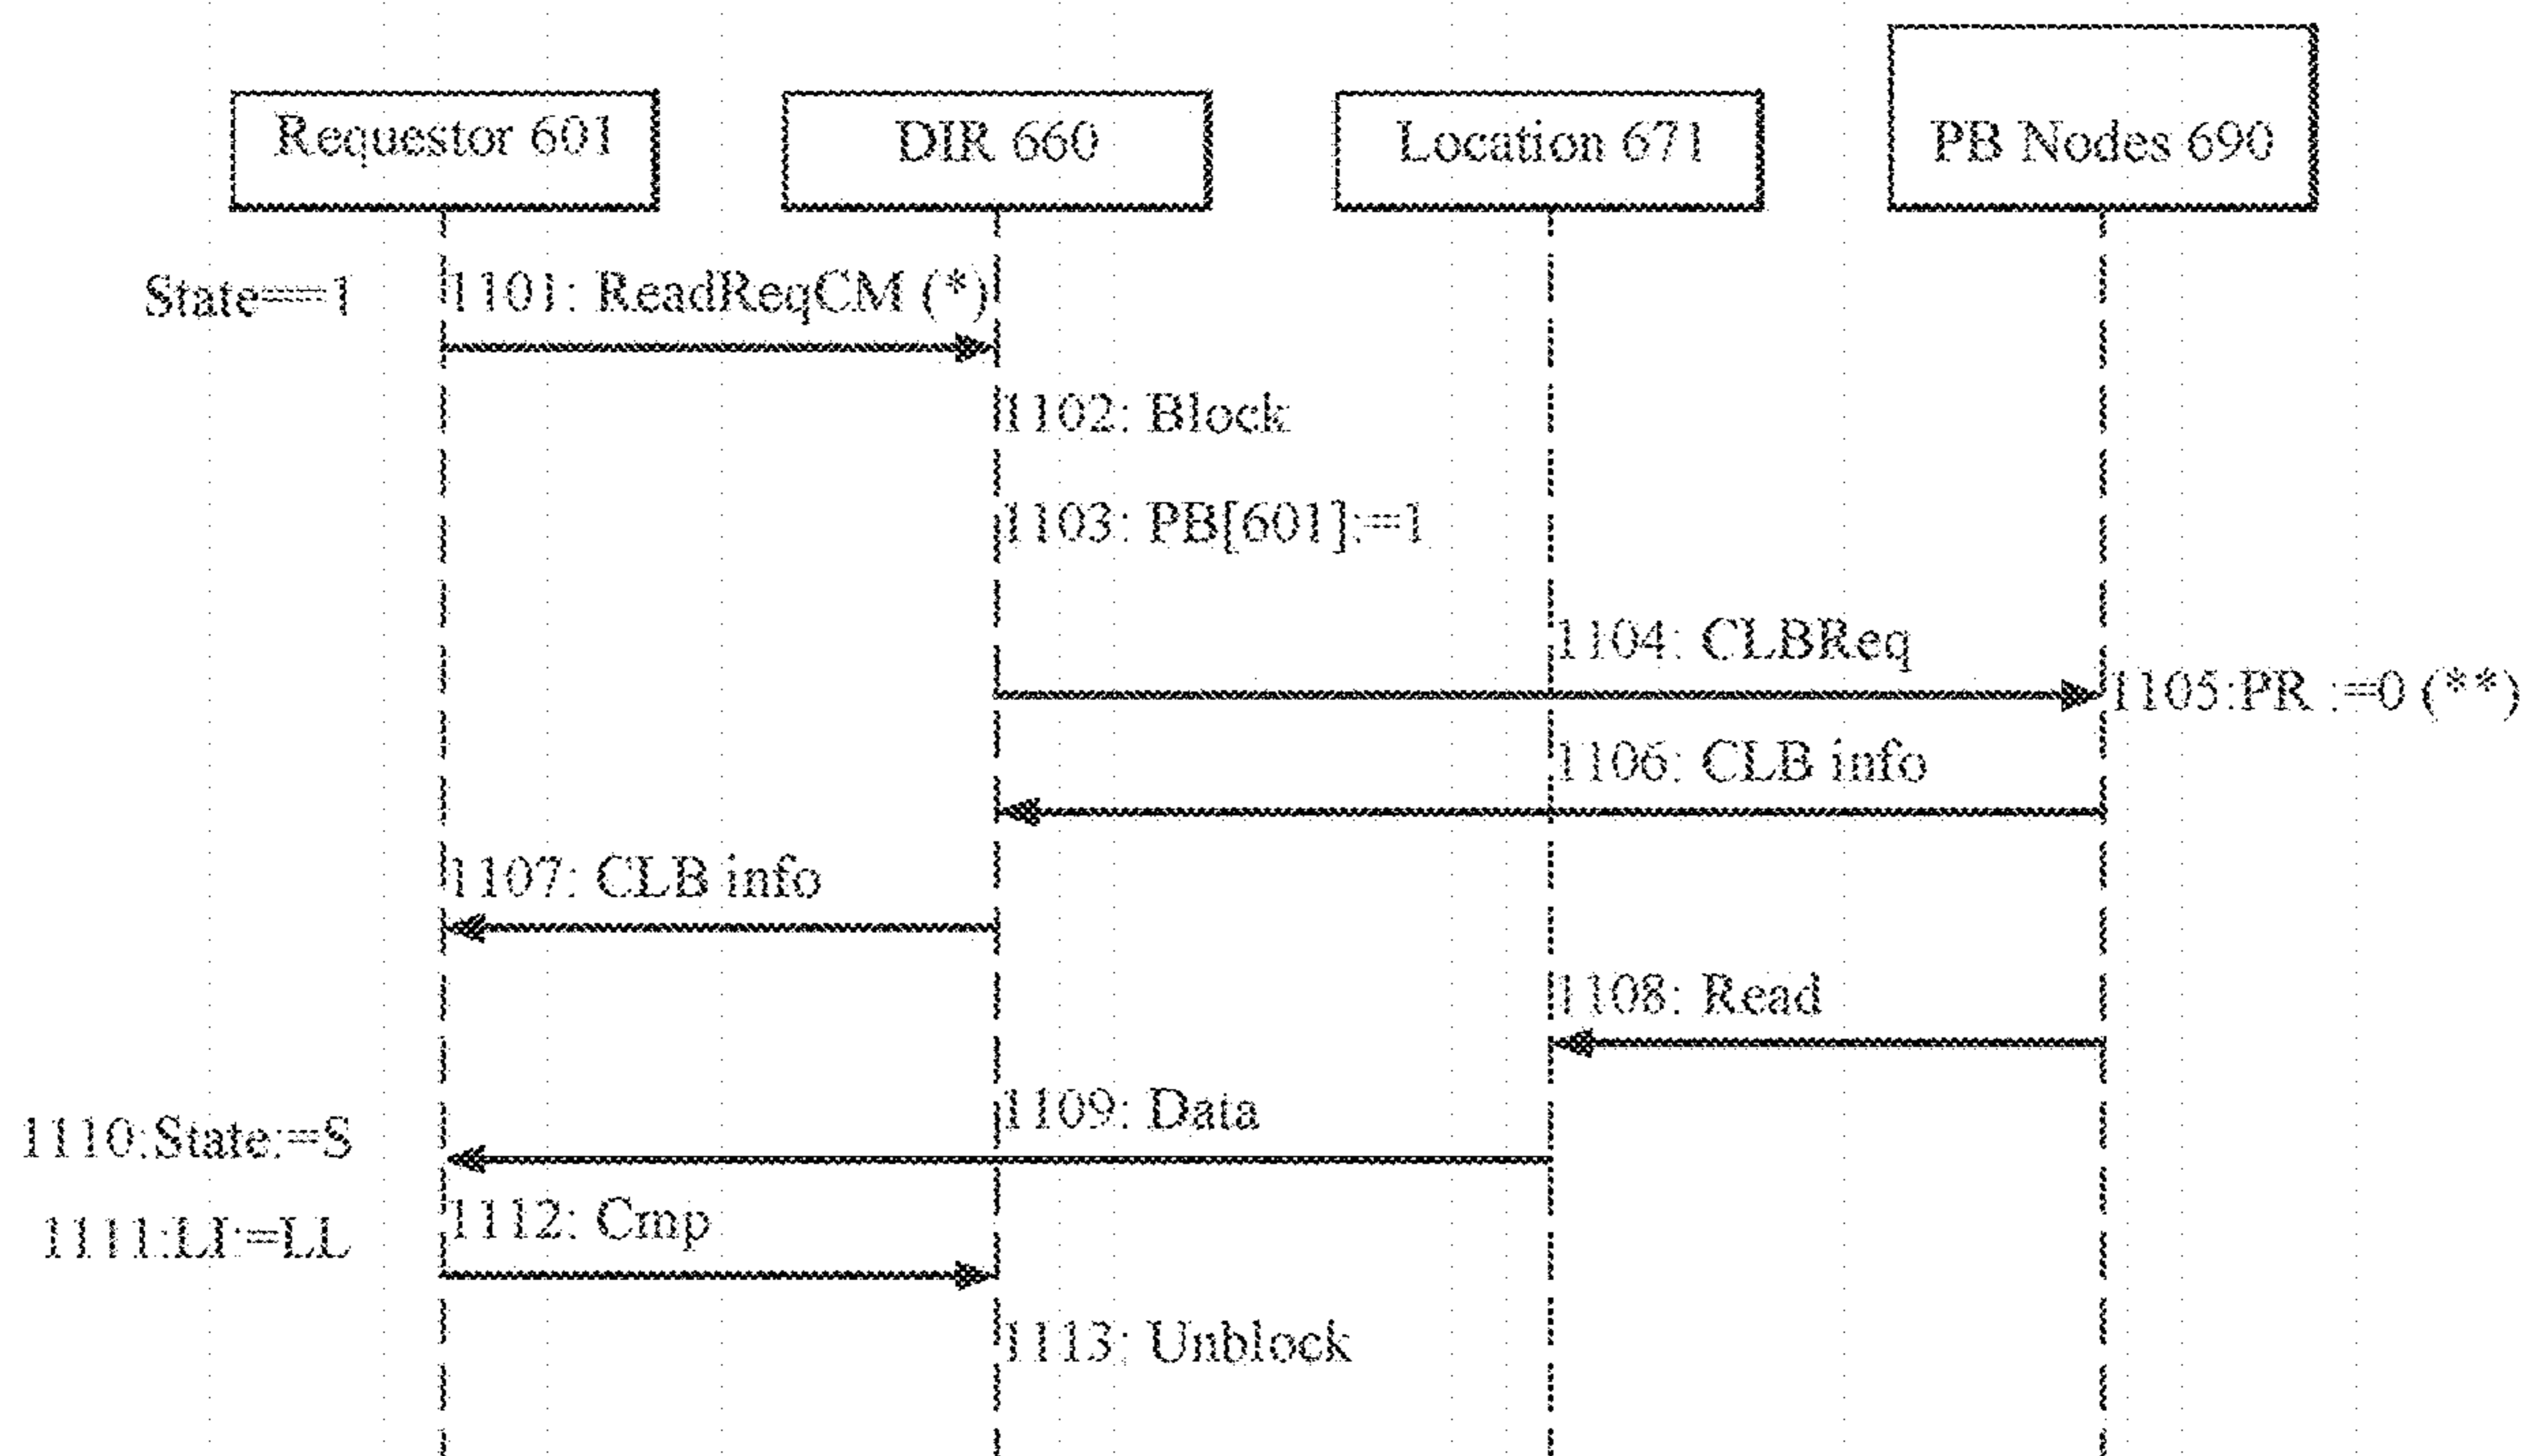 Requestor 601
DIR 660
Location 671
PB Nodes 690
State==1
1101: ReadReqCM (*)
1102: Block
1103: PB[601]:=1
1104: CLBReq
1105:PR :=0 (**)
1106: CLB info
1107: CLB info
1108: Read
1109: Data
1110:State:=S
1111:LI:=LL
1112: Cmp
1113: Unblock